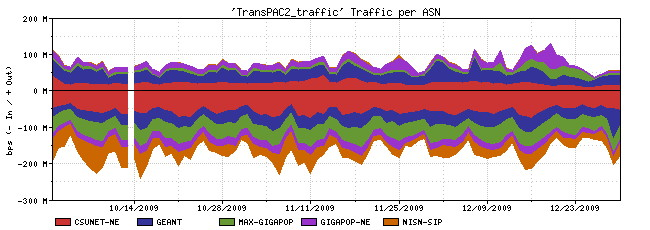 'TransPAC2_traffic' Traffic per ASN
200 M
100 M
0 M
-100 M
-200 M
-300 M
bps (- In / + Out)
10/14/2009 10/28/2009 11/11/2009 11/25/2009 12/09/2009 12/23/2009
CSVNET-NE GEANT MAX-GIGAPOP GIGAPOP-NE NISN-SIP